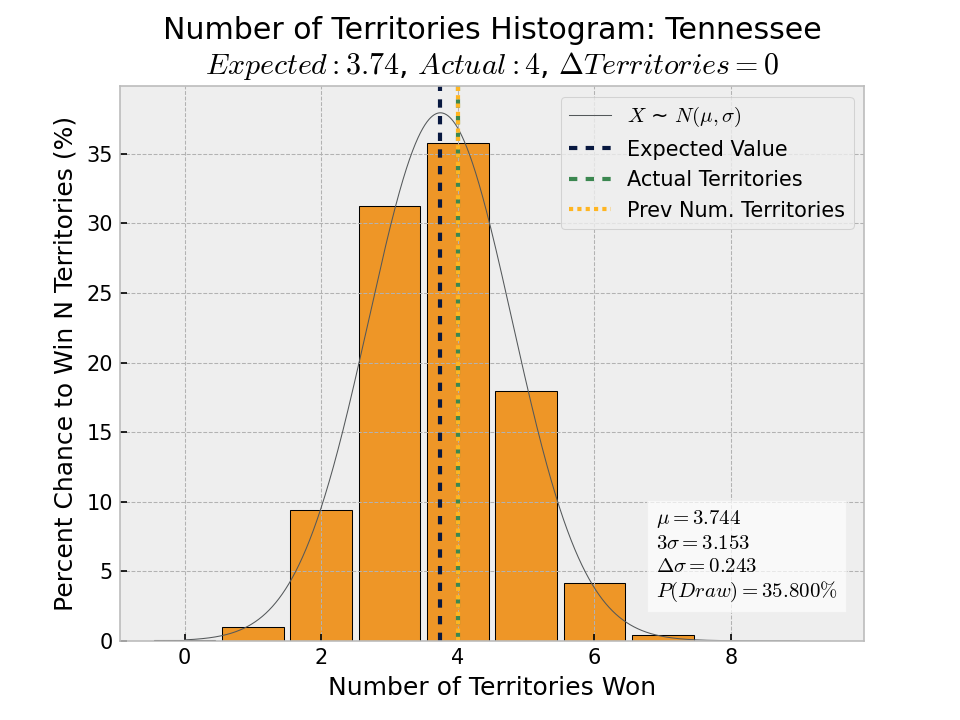 Number of Territories Histogram: Tennessee
Expected : 3.74, Actual : 4, ΔTerritories = 0
X ~ N(μ, σ)
Expected Value
Actual Territories
Prev Num. Territories
Percent Chance to Win N Territories (%)
35
30
25
20
15
10
5
0
μ = 3.744
3σ = 3.153
Δσ = 0.243
P(Draw) = 35.800%
0 2 4 6 8
Number of Territories Won